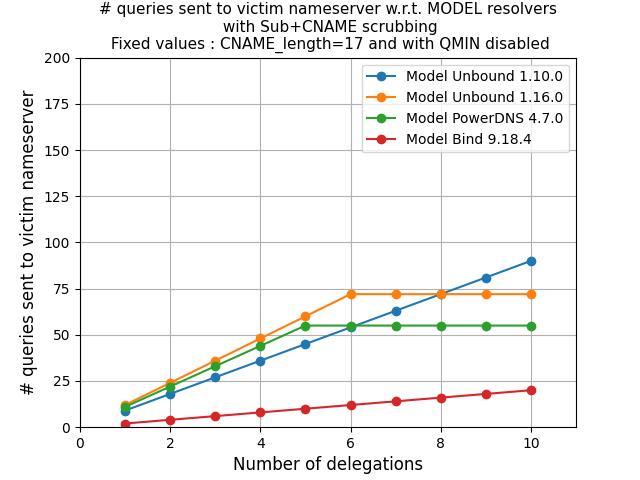 # queries sent to victim nameserver w.r.t. MODEL resolvers
with Sub+CNAME scrubbing
Fixed values : CNAME_length=17 and with QMIN disabled
# queries sent to victim nameserver
200
175
150
125
100
75
50
25
0
Model Unbound 1.10.0
Model Unbound 1.16.0
Model PowerDNS 4.7.0
Model Bind 9.18.4
0 2 4 6 8 10
Number of delegations